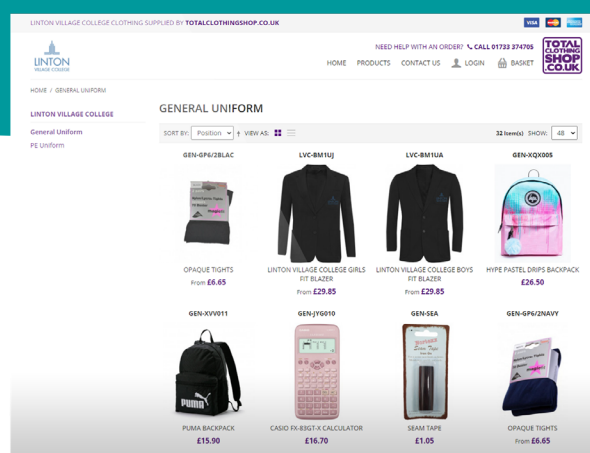 LINTON VILLAGE COLLEGE CLOTHING SUPPLIED BY TOTALCLOTHINGSHOP.CO.UK
VISA
LINTON
VILLAGE COLLEGE
NEED HELP WITH AN ORDER? CALL 01733 374705
HOME PRODUCTS CONTACT US LOGIN BASKET
TOTAL
CLOTHING
SHOP
.CO.UK
HOME / GENERAL UNIFORM
LINTON VILLAGE COLLEGE
General Uniform
PE Uniform
GENERAL UNIFORM
SORT BY: Position VIEW AS: 32 Item(s) SHOW: 48
GEN-GP6/2BLAC LVC-BM1UJ LVC-BM1UA GEN-XQX005
OPAQUE TIGHTS
From £6.65
LINTON VILLAGE COLLEGE GIRLS
FIT BLAZER
From £29.85
LINTON VILLAGE COLLEGE BOYS
FIT BLAZER
From £29.85
HYPE PASTEL DRIPS BACKPACK
£26.50
GEN-XVV011 GEN-JYG010 GEN-SEA GEN-GP6/2NAVY
PUMA
CASIO
PUMA BACKPACK
£15.90
CASIO FX-83GT-X CALCULATOR
£16.70
SEAM TAPE
£1.05
OPAQUE TIGHTS
From £6.65